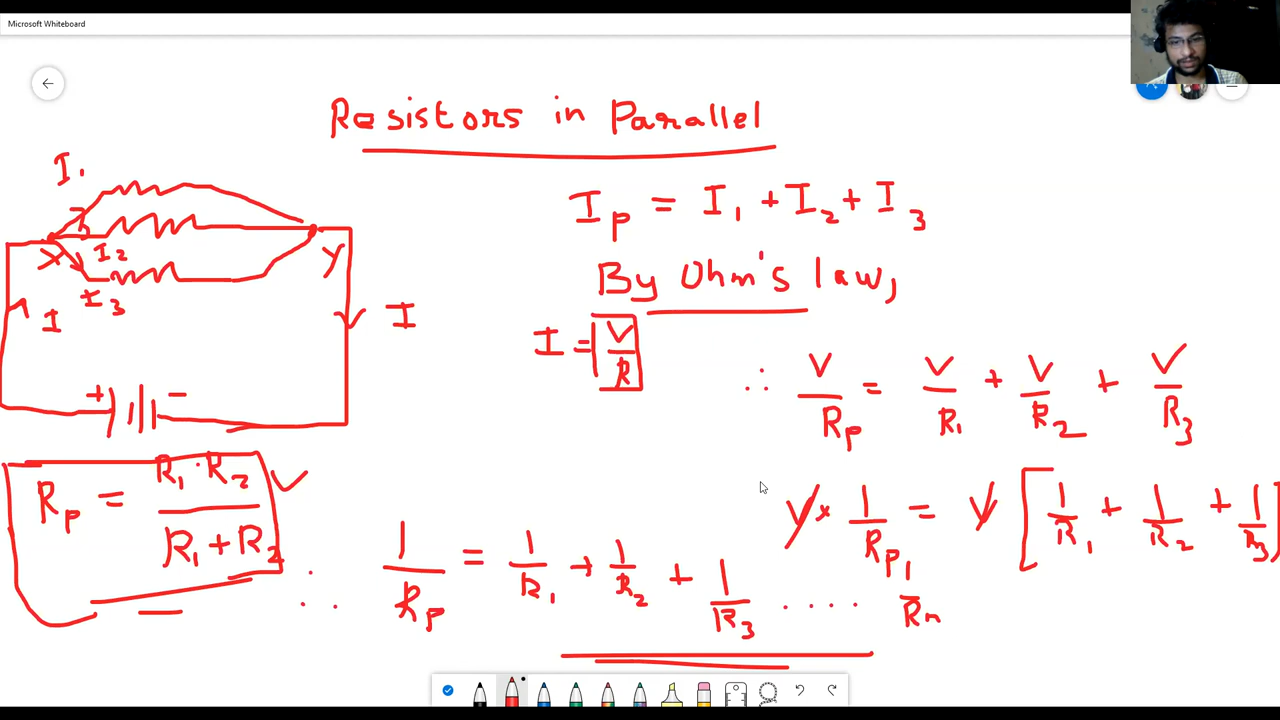 Microsoft Whiteboard
Resistors in Parallel
I1
I2
I3
X
Y
I
I
+ -
Ip = I1 + I2 + I3
By Ohm's law,
I = V/R
∴ V/Rp = V/R1 + V/R2 + V/R3
V × 1/Rp = V [1/R1 + 1/R2 + 1/R3]
∴ 1/Rp = 1/R1 + 1/R2 + 1/R3 ..... 1/Rn
Rp = R1 · R2 / R1 + R2